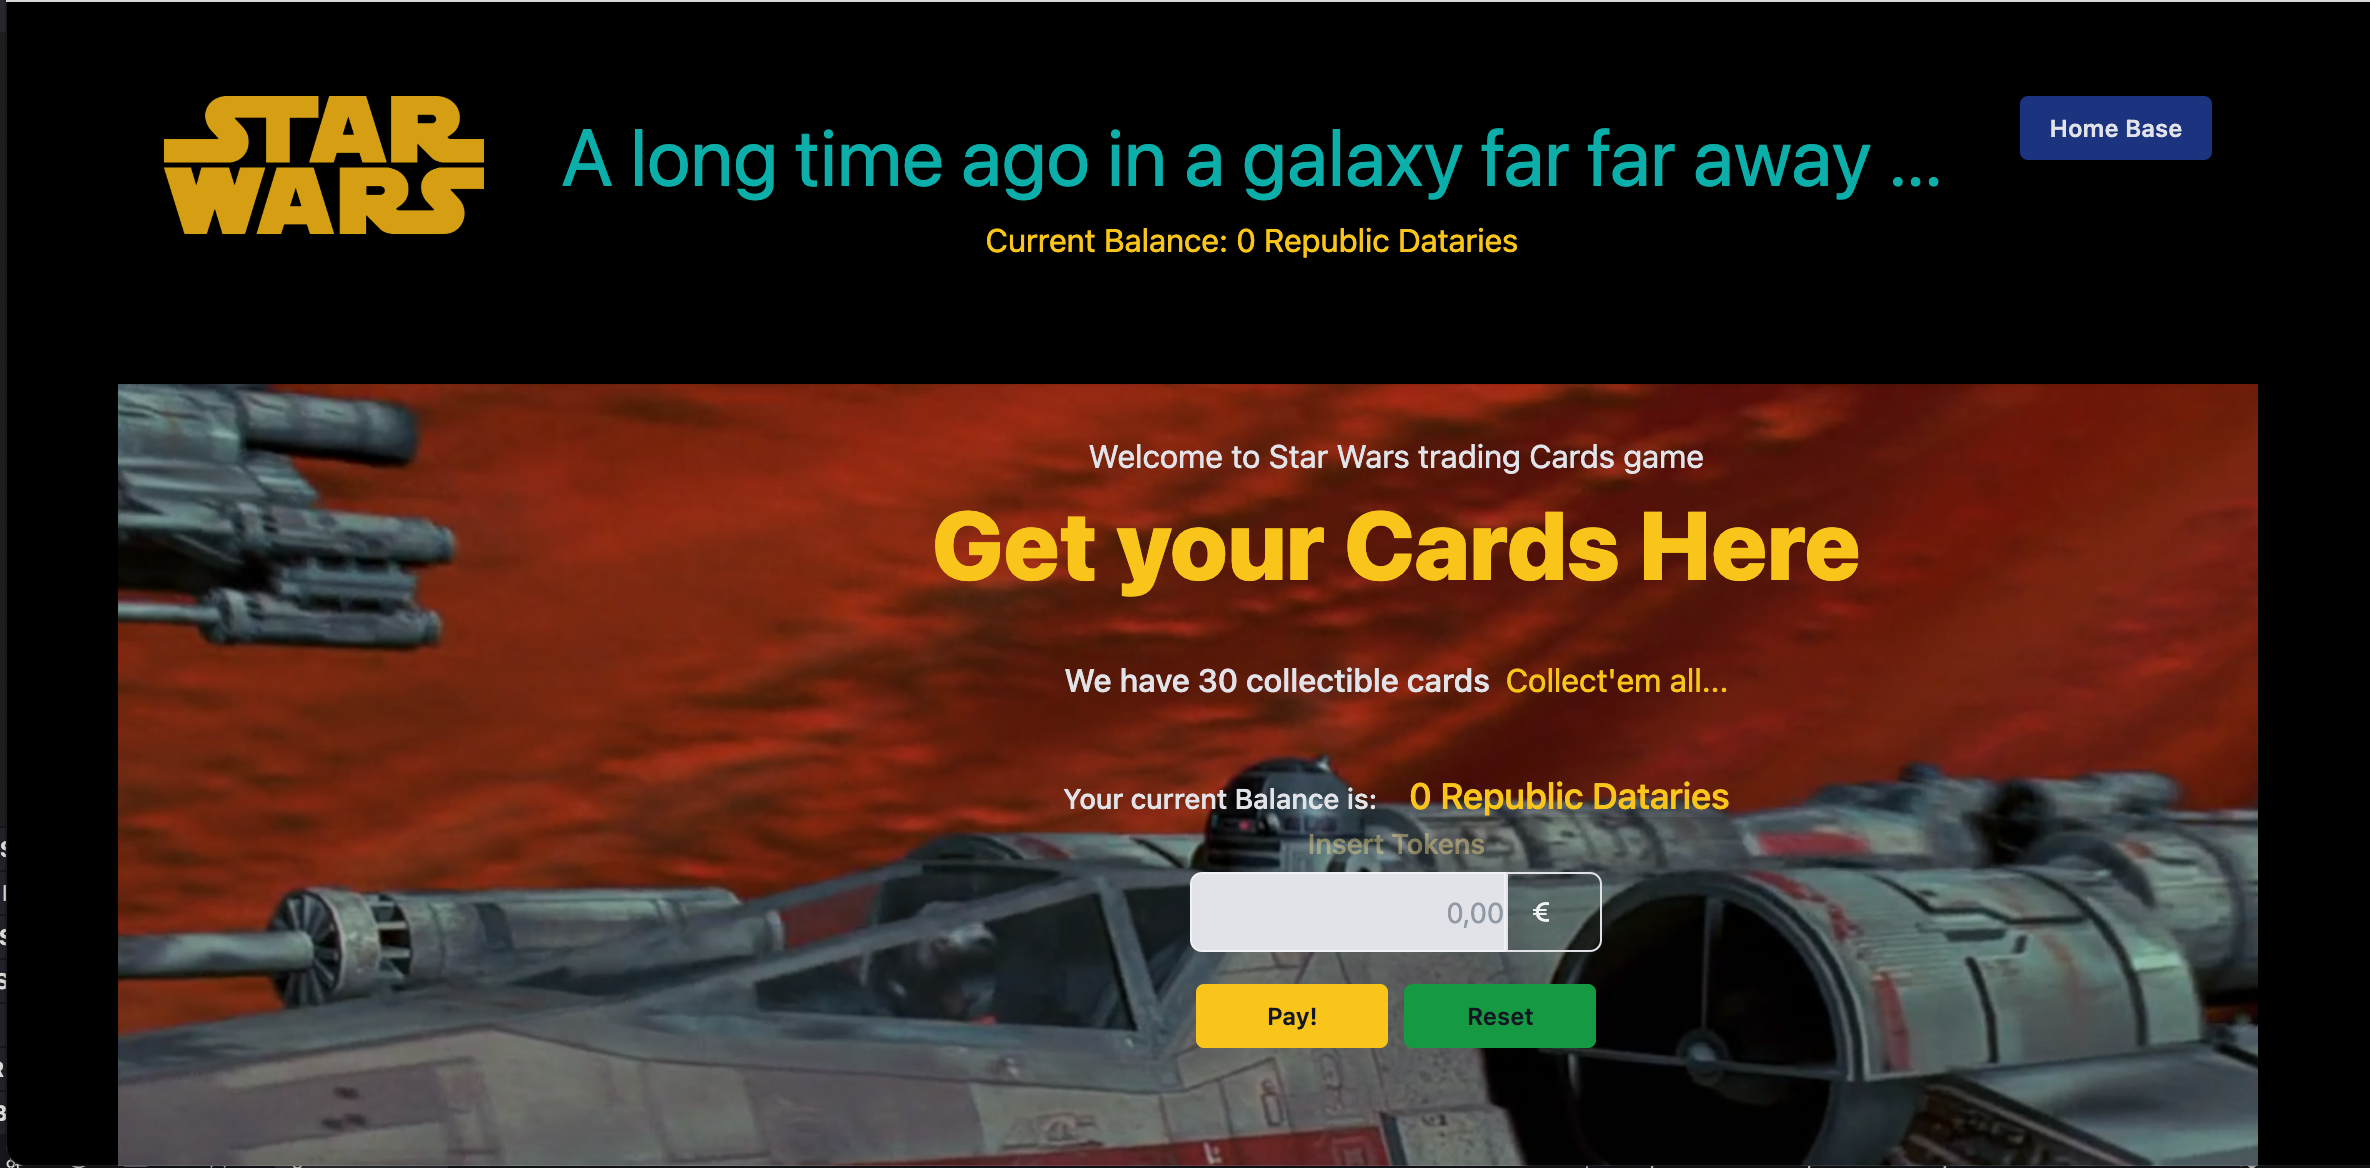 STAR
WARS
A long time ago in a galaxy far far away ...
Home Base
Current Balance: 0 Republic Dataries
Welcome to Star Wars trading Cards game
Get your Cards Here
We have 30 collectible cards Collect'em all...
Your current Balance is: 0 Republic Dataries
Insert Tokens
0,00 €
Pay! Reset